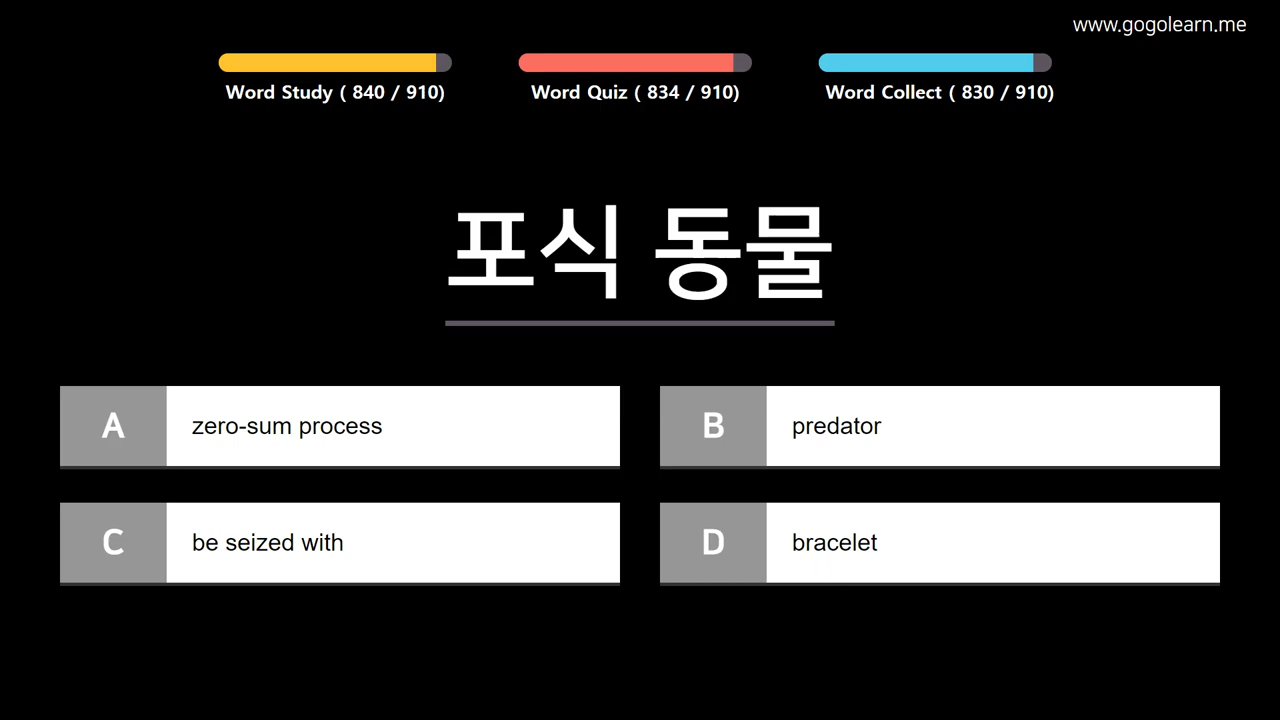 www.gogolearn.me
Word Study ( 840 / 910)
Word Quiz ( 834 / 910)
Word Collect ( 830 / 910)
포식 동물
A zero-sum process
B predator
C be seized with
D bracelet